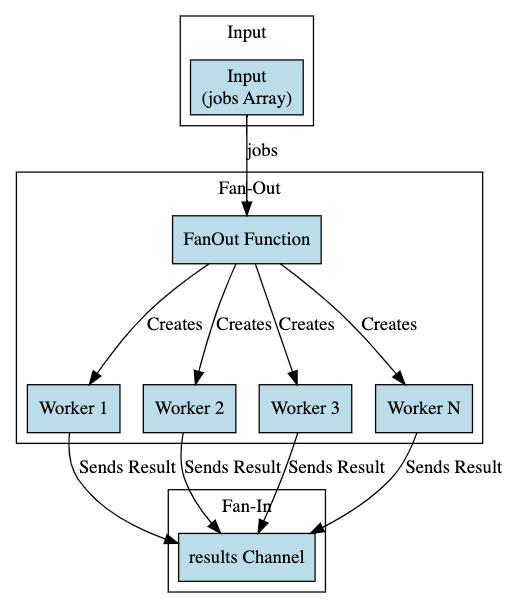 Input
Input
(jobs Array)
jobs
Fan-Out
FanOut Function
Creates Creates Creates Creates
Worker 1 Worker 2 Worker 3 Worker N
Sends Result Sends Result Sends Result Sends Result
Fan-In
results Channel